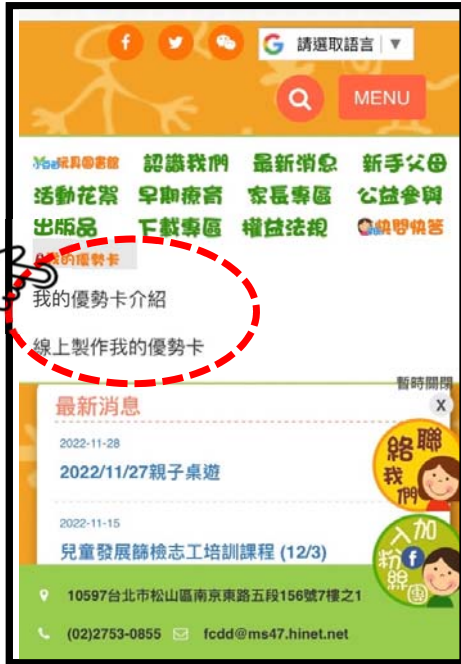 請選取語言 ▼
MENU
Yoa玩具圖書館 認識我們 最新消息 新手父母
活動花絮 早期療育 家長專區 公益參與
出版品 下載專區 權益法規 快問快答
我的優勢卡
我的優勢卡介紹
線上製作我的優勢卡
暫時關閉
X
最新消息
2022-11-28
2022/11/27親子桌遊
2022-11-15
兒童發展篩檢志工培訓課程 (12/3)
聯絡我們
加入粉絲團
10597台北市松山區南京東路五段156號7樓之1
(02)2753-0855 fcdd@ms47.hinet.net